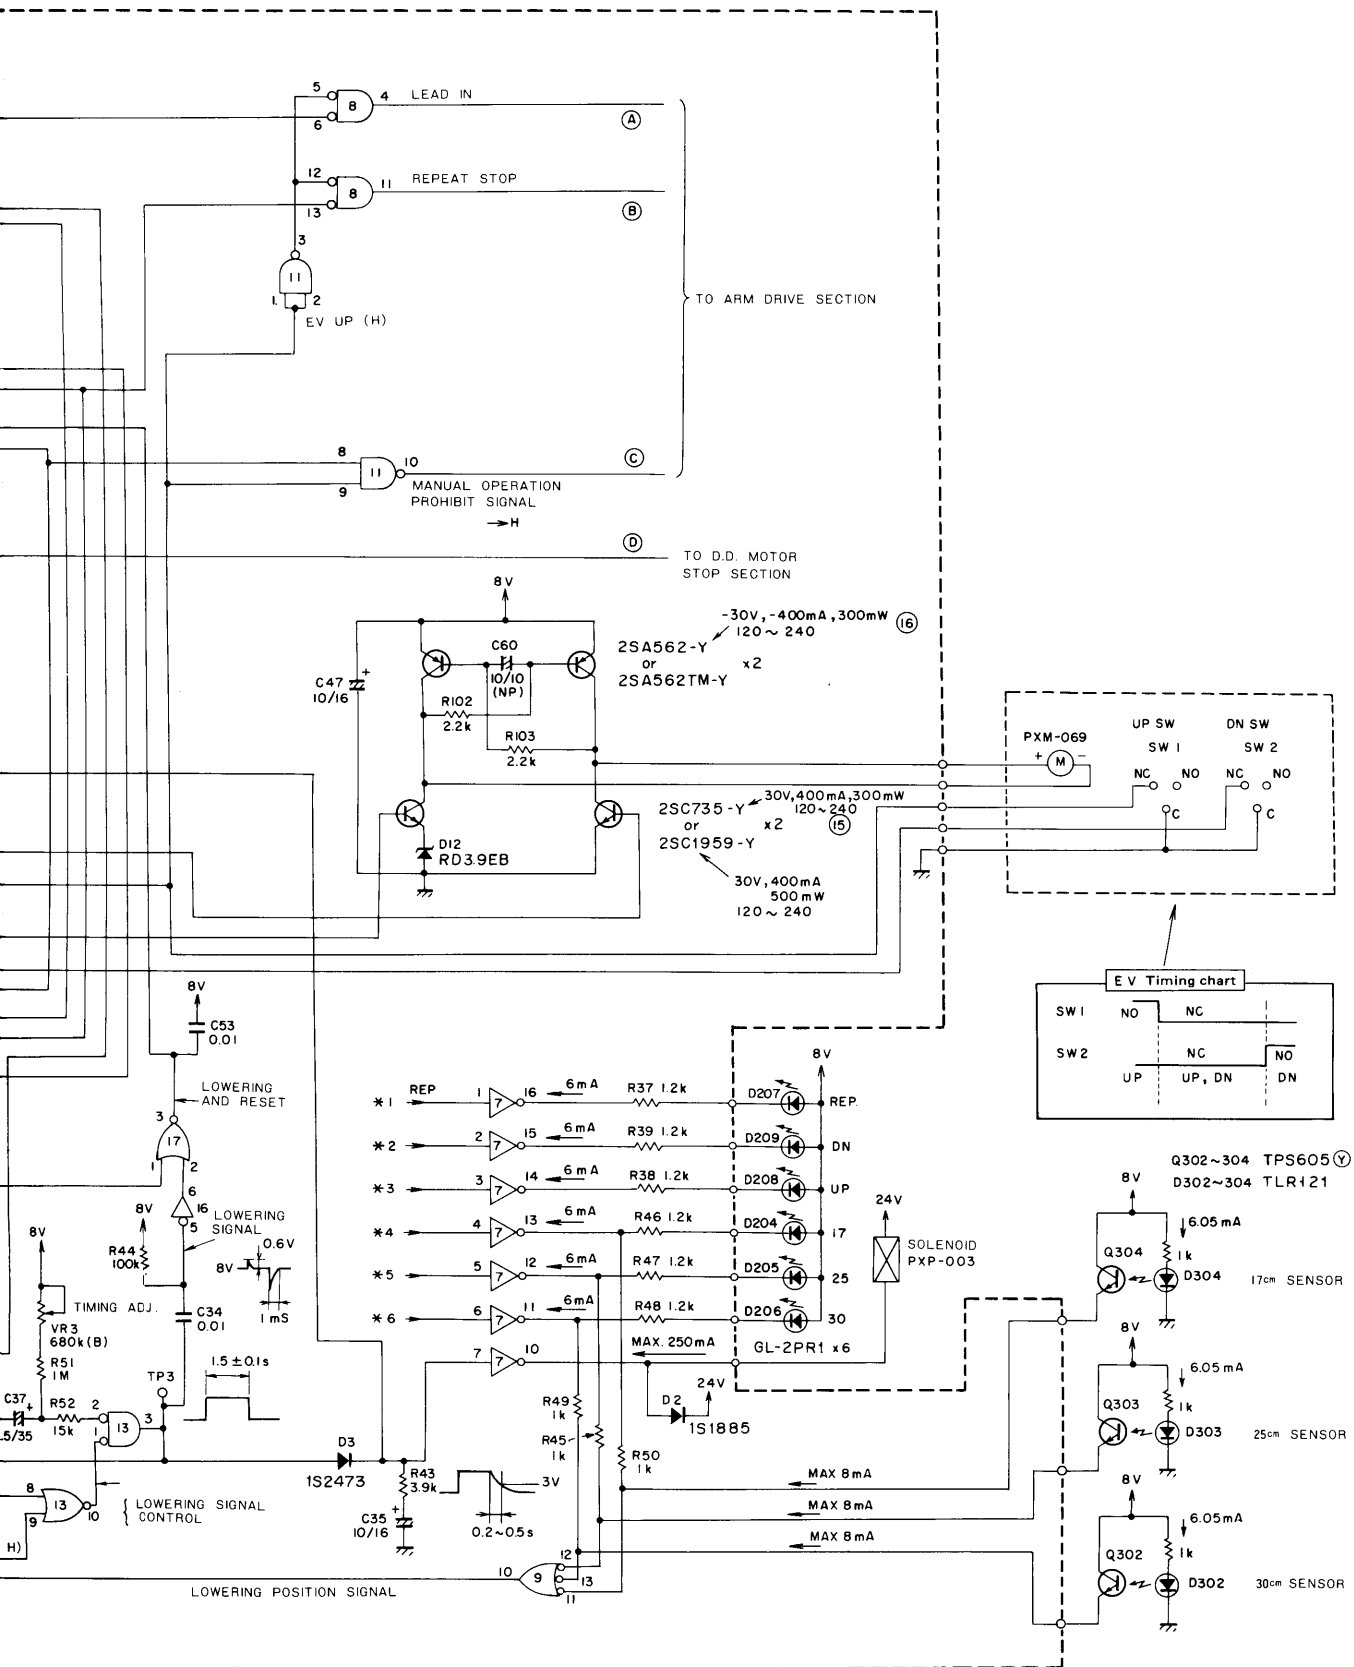 5
6
8
4
LEAD IN
A
12
13
8
11
REPEAT STOP
B
3
11
1.
2
EV UP (H)
TO ARM DRIVE SECTION
8
9
11
10
C
MANUAL OPERATION
PROHIBIT SIGNAL
→H
D
TO D.D. MOTOR
STOP SECTION
8V
-30V, -400mA, 300mW
16
120~240
2SA562-Y
or
x2
2SA562TM-Y
C60
10/10
(NP)
C47
10/16
+
R102
2.2k
R103
2.2k
PXM-069
+
M
-
UP SW
SW 1
NC
NO
C
DN SW
SW 2
NC
NO
C
2SC735-Y
30V, 400mA, 300mW
120~240
or
x2
15
2SC1959-Y
30V, 400mA
500mW
120~240
D12
RD3.9EB
EV Timing chart
SW1
NO
NC
SW2
NC
NO
UP
UP, DN
DN
8V
C53
0.01
LOWERING
AND RESET
3
17
1
2
6
16
5
LOWERING
SIGNAL
8V
R44
100k
0.6V
8V
1mS
C34
0.01
8V
TIMING ADJ.
VR3
680k(B)
R51
1M
1.5±0.1s
TP3
C37
+
.5/35
R52
15k
2
1
13
3
8
9
13
10
LOWERING SIGNAL
CONTROL
H)
D3
1S2473
R43
3.9k
+
C35
10/16
3V
0.2~0.5s
*1
REP
1
7
16
6mA
R37 1.2k
D207
8V
REP.
*2
2
7
15
6mA
R39 1.2k
D209
DN
*3
3
7
14
6mA
R38 1.2k
D208
UP
*4
4
7
13
6mA
R46 1.2k
D204
17
*5
5
7
12
6mA
R47 1.2k
D205
25
*6
6
7
11
6mA
R48 1.2k
D206
30
7
7
10
MAX. 250mA
GL-2PR1 x6
24V
SOLENOID
PXP-003
24V
D2
1S1885
R49
1k
R45
1k
R50
1k
Q302~304 TPS605 Y
D302~304 TLR121
8V
6.05mA
1k
Q304
D304
17cm SENSOR
8V
6.05mA
1k
Q303
D303
25cm SENSOR
8V
6.05mA
1k
Q302
D302
30cm SENSOR
MAX 8mA
MAX 8mA
MAX 8mA
12
13
11
9
10
LOWERING POSITION SIGNAL